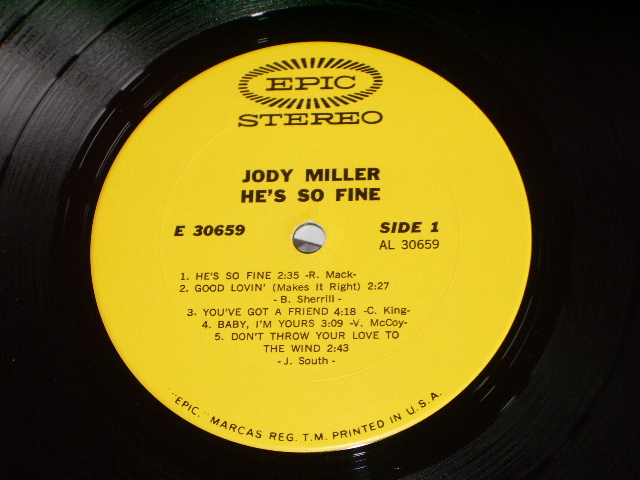 EPIC
STEREO
JODY MILLER
HE'S SO FINE
E 30659
SIDE 1
AL 30659
1. HE'S SO FINE 2:35 -R. Mack-
2. GOOD LOVIN' (Makes It Right) 2:27
- B. Sherrill -
3. YOU'VE GOT A FRIEND 4:18 -C. King-
4. BABY, I'M YOURS 3:09 -V. McCoy-
5. DON'T THROW YOUR LOVE TO
THE WIND 2:43
- J. South -
"EPIC," MARCAS REG. T.M. PRINTED IN U.S.A.